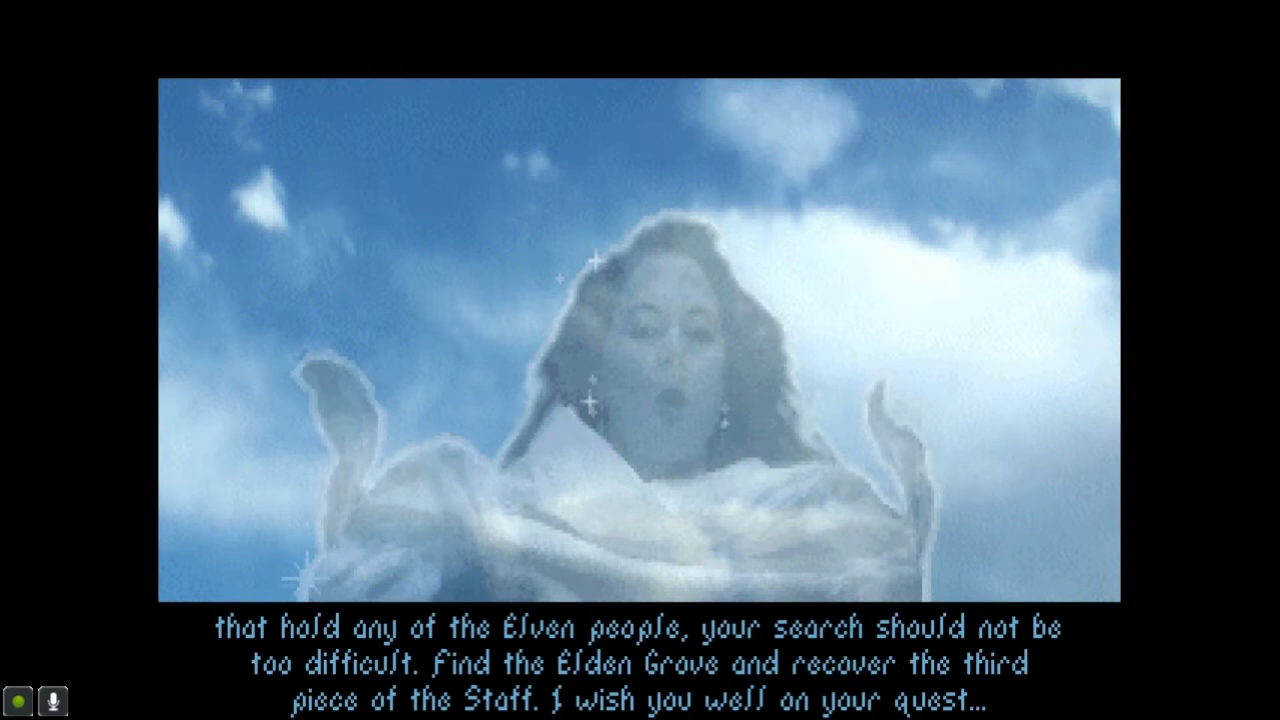 that hold any of the Elven people, your search should not be
too difficult. Find the Elden Grove and recover the third
piece of the Staff. I wish you well on your quest...